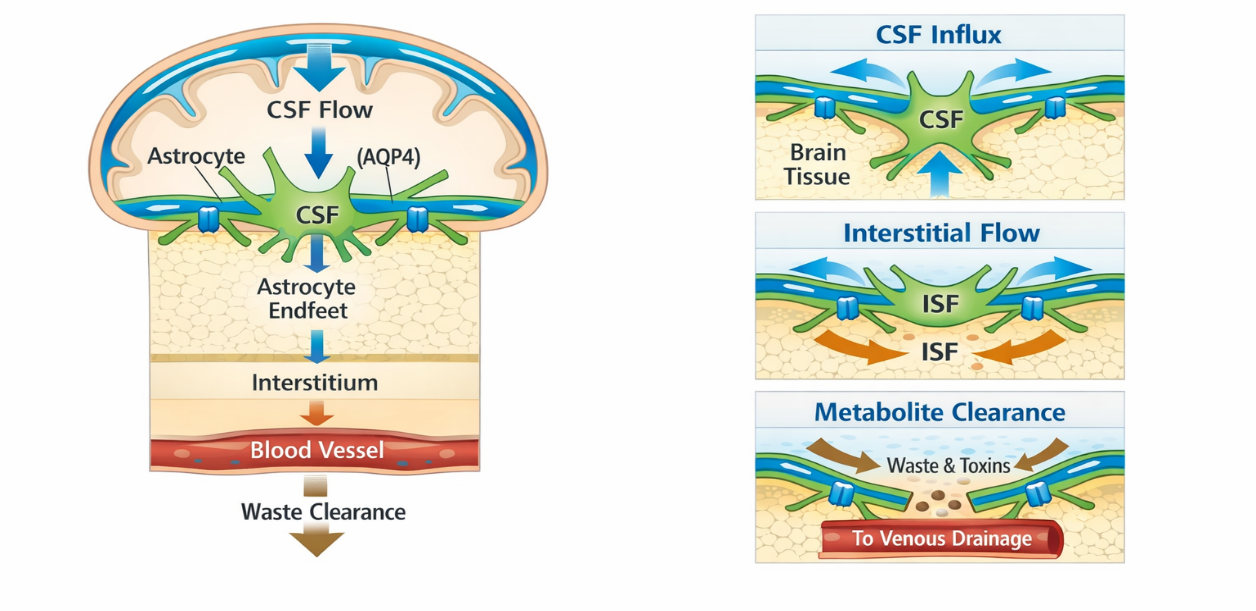 CSF Flow
Astrocyte
(AQP4)
CSF
Astrocyte
Endfeet
Interstitium
Blood Vessel
Waste Clearance
CSF Influx
CSF
Brain
Tissue
Interstitial Flow
ISF
ISF
Metabolite Clearance
Waste & Toxins
To Venous Drainage